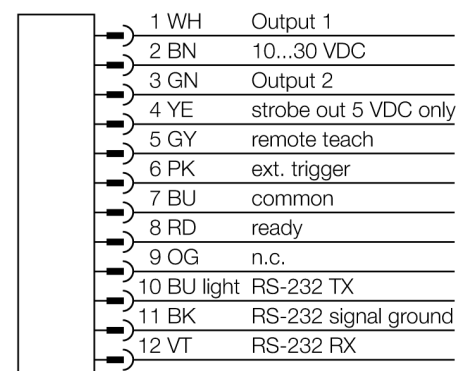 1 WH Output 1
2 BN 10...30 VDC
3 GN Output 2
4 YE strobe out 5 VDC only
5 GY remote teach
6 PK ext. trigger
7 BU common
8 RD ready
9 OG n.c.
10 BU light RS-232 TX
11 BK RS-232 signal ground
12 VT RS-232 RX